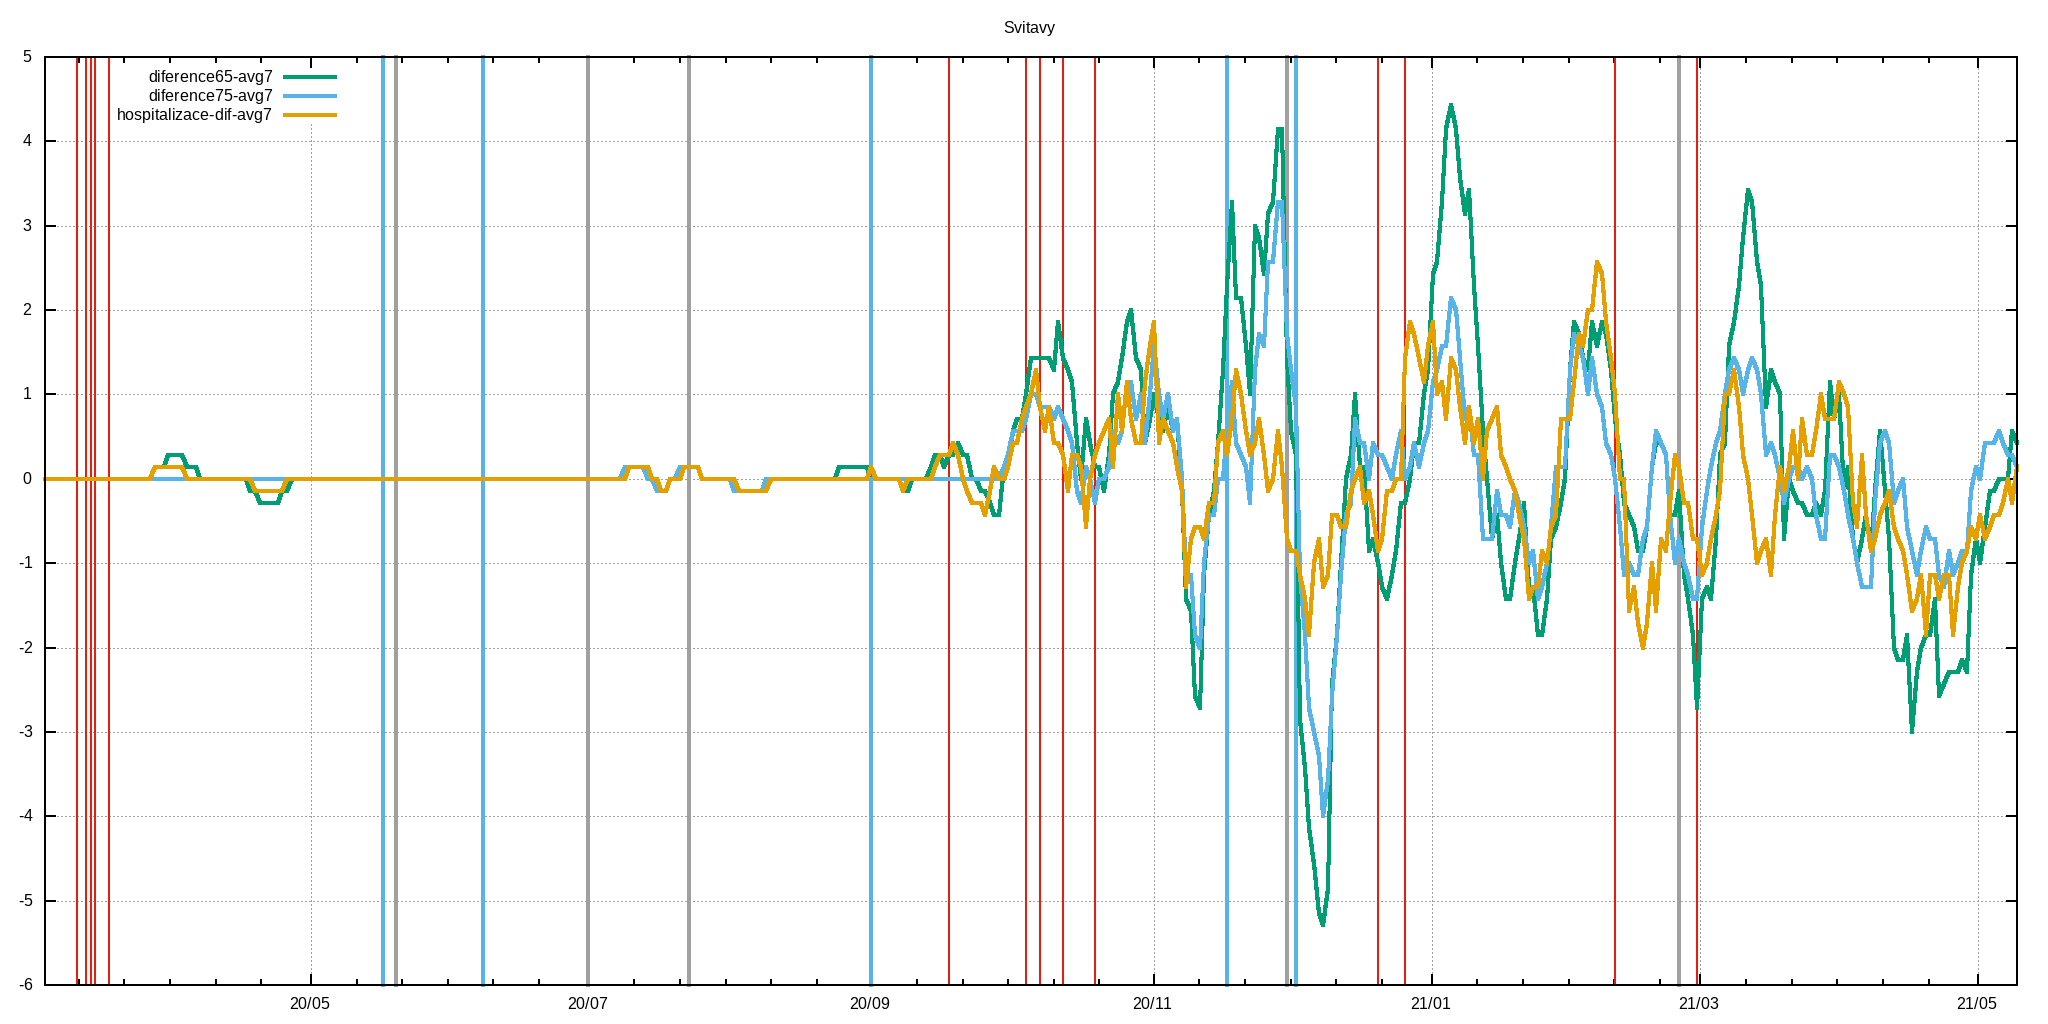 Svitavy
diference65-avg7
diference75-avg7
hospitalizace-dif-avg7
5
4
3
2
1
0
-1
-2
-3
-4
-5
-6
20/05 20/07 20/09 20/11 21/01 21/03 21/05